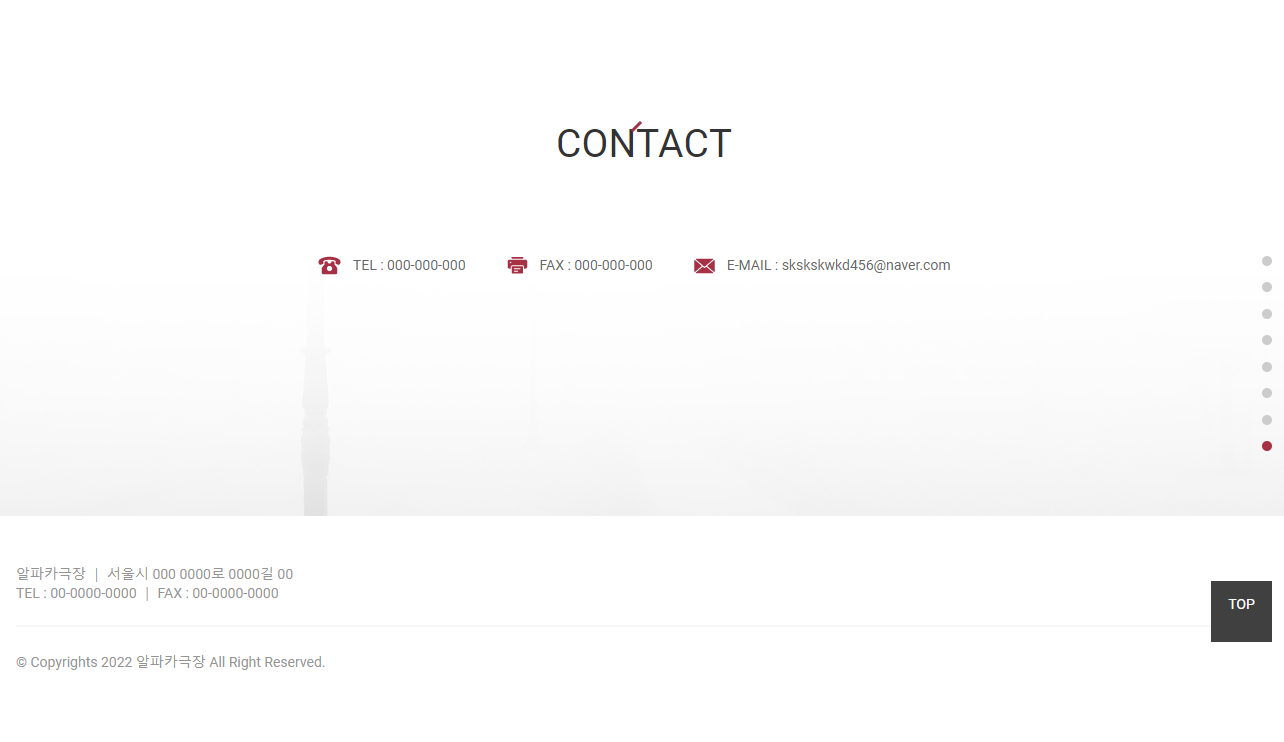 CONTACT
TEL : 000-000-000 FAX : 000-000-000 E-MAIL : skskskwkd456@naver.com
알파카극장 | 서울시 000 0000로 0000길 00
TEL : 00-0000-0000 | FAX : 00-0000-0000
TOP
© Copyrights 2022 알파카극장 All Right Reserved.